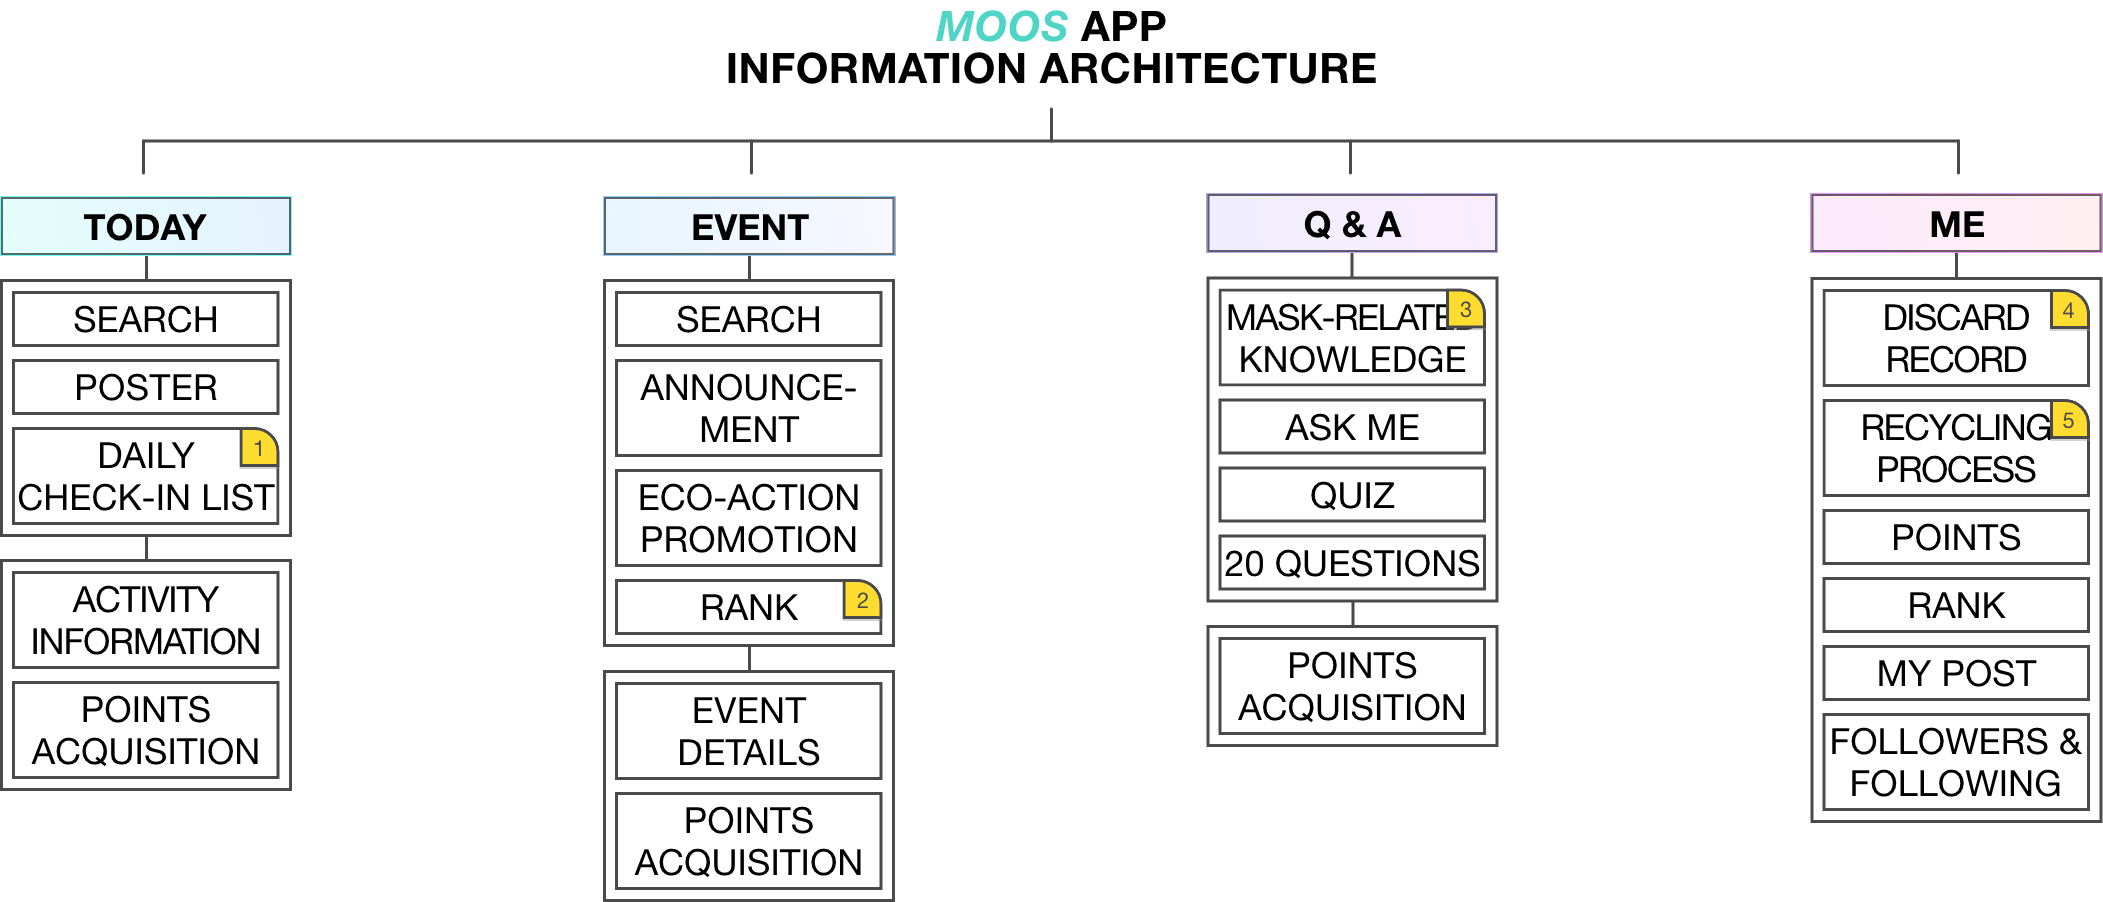 MOOS APP
INFORMATION ARCHITECTURE
TODAY
SEARCH
POSTER
DAILY
CHECK-IN LIST
1
ACTIVITY
INFORMATION
POINTS
ACQUISITION
EVENT
SEARCH
ANNOUNCE-
MENT
ECO-ACTION
PROMOTION
RANK
2
EVENT
DETAILS
POINTS
ACQUISITION
Q & A
MASK-RELATED
3
KNOWLEDGE
ASK ME
QUIZ
20 QUESTIONS
POINTS
ACQUISITION
ME
DISCARD
4
RECORD
RECYCLING
5
PROCESS
POINTS
RANK
MY POST
FOLLOWERS &
FOLLOWING